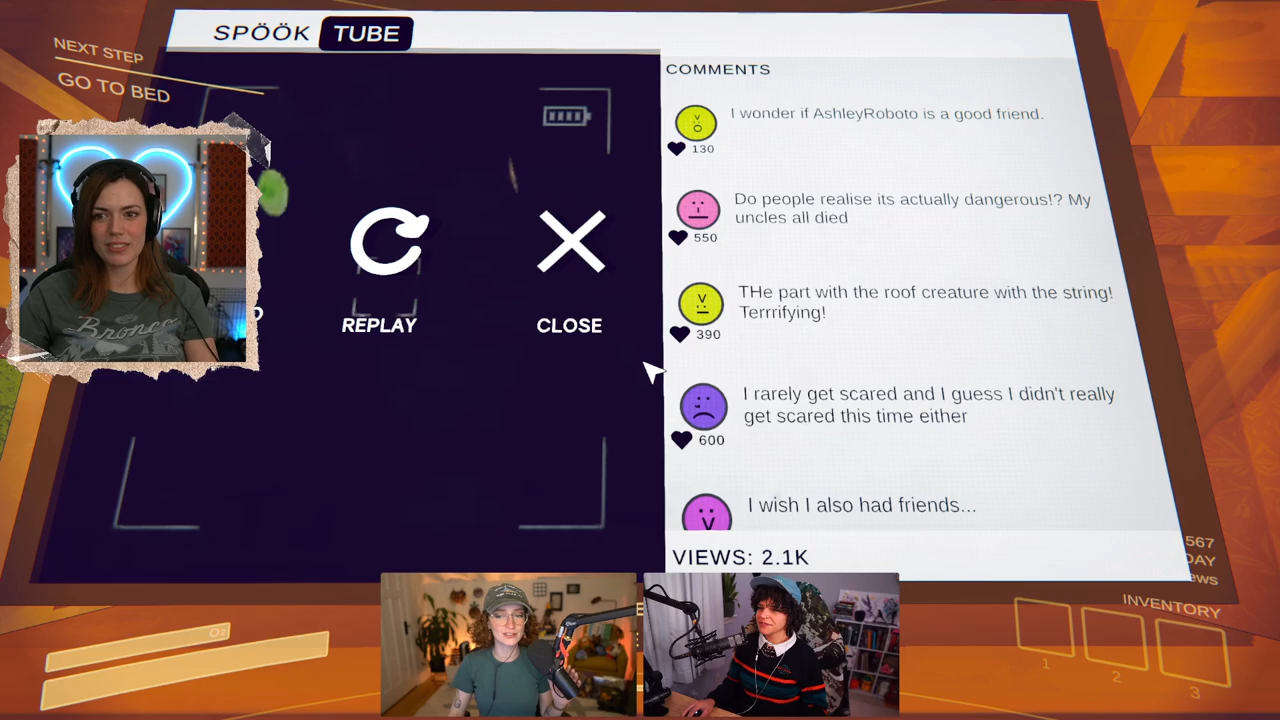 SPÖÖK TUBE
NEXT STEP
GO TO BED
COMMENTS
I wonder if AshleyRoboto is a good friend.
130
Do people realise its actually dangerous!? My
uncles all died
550
THe part with the roof creature with the string!
Terrrifying!
390
I rarely get scared and I guess I didn't really
get scared this time either
600
I wish I also had friends...
REPLAY
CLOSE
VIEWS: 2.1K
Bronco
INVENTORY
1
2
3
O2
567